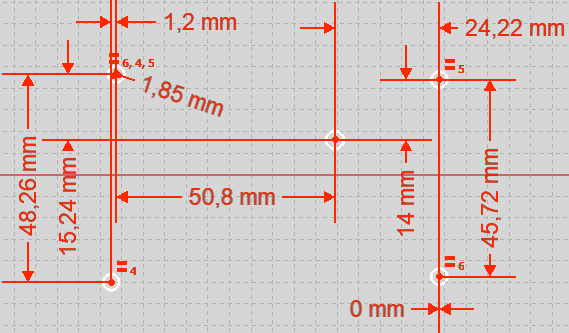 1,2 mm
24,22 mm
= 6, 4, 5
= 5
1,85 mm
48,26 mm
15,24 mm
50,8 mm
14 mm
45,72 mm
= 4
= 6
0 mm